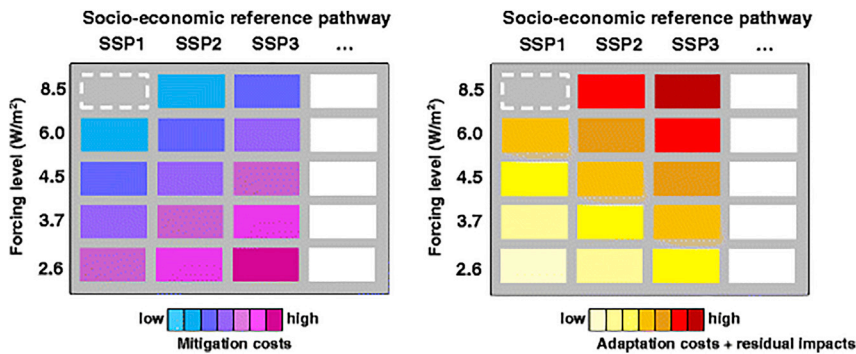 Socio-economic reference pathway
SSP1 SSP2 SSP3 ...
Forcing level (W/m²)
8.5
6.0
4.5
3.7
2.6
low high
Mitigation costs
Socio-economic reference pathway
SSP1 SSP2 SSP3 ...
Forcing level (W/m²)
8.5
6.0
4.5
3.7
2.6
low high
Adaptation costs + residual impacts